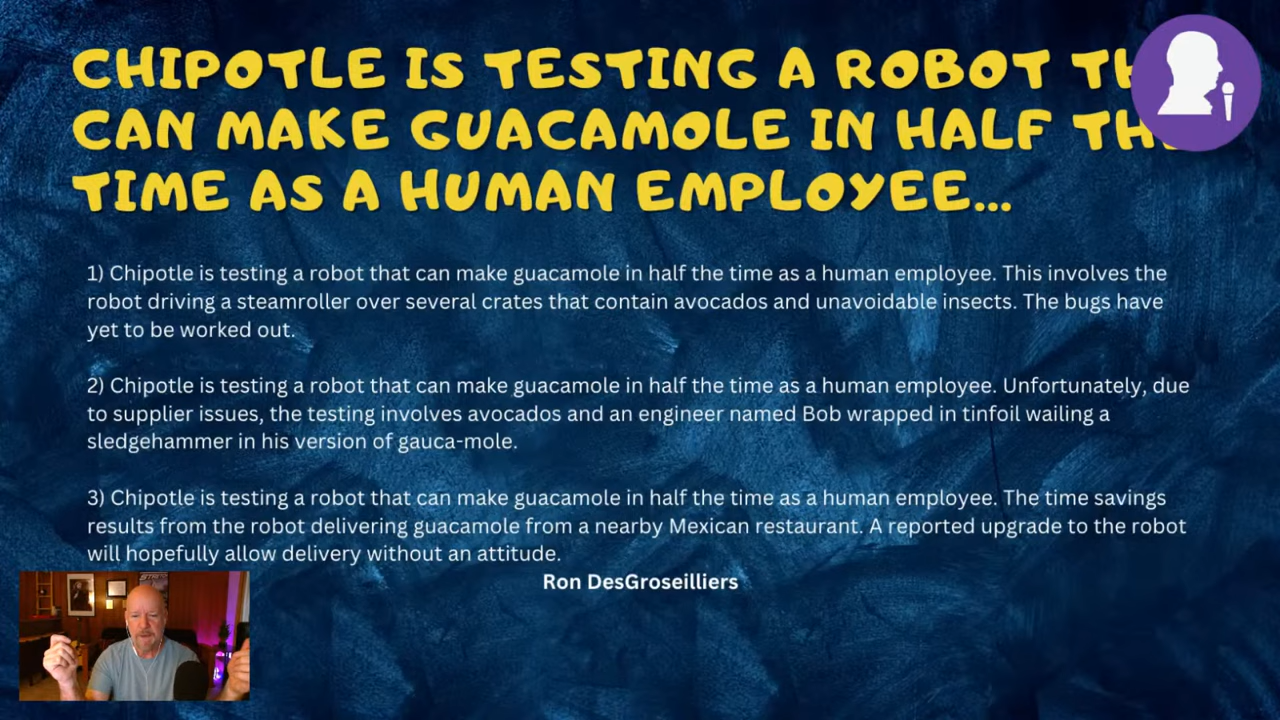 CHIPOTLE IS TESTING A ROBOT
CAN MAKE GUACAMOLE IN HALF
TIME AS A HUMAN EMPLOYEE...
1) Chipotle is testing a robot that can make guacamole in half the time as a human employee. This involves the
robot driving a steamroller over several crates that contain avocados and unavoidable insects. The bugs have
yet to be worked out.
2) Chipotle is testing a robot that can make guacamole in half the time as a human employee. Unfortunately, due
to supplier issues, the testing involves avocados and an engineer named Bob wrapped in tinfoil wailing a
sledgehammer in his version of gauca-mole.
3) Chipotle is testing a robot that can make guacamole in half the time as a human employee. The time savings
results from the robot delivering guacamole from a nearby Mexican restaurant. A reported upgrade to the robot
will hopefully allow delivery without an attitude.
Ron DesGroseilliers